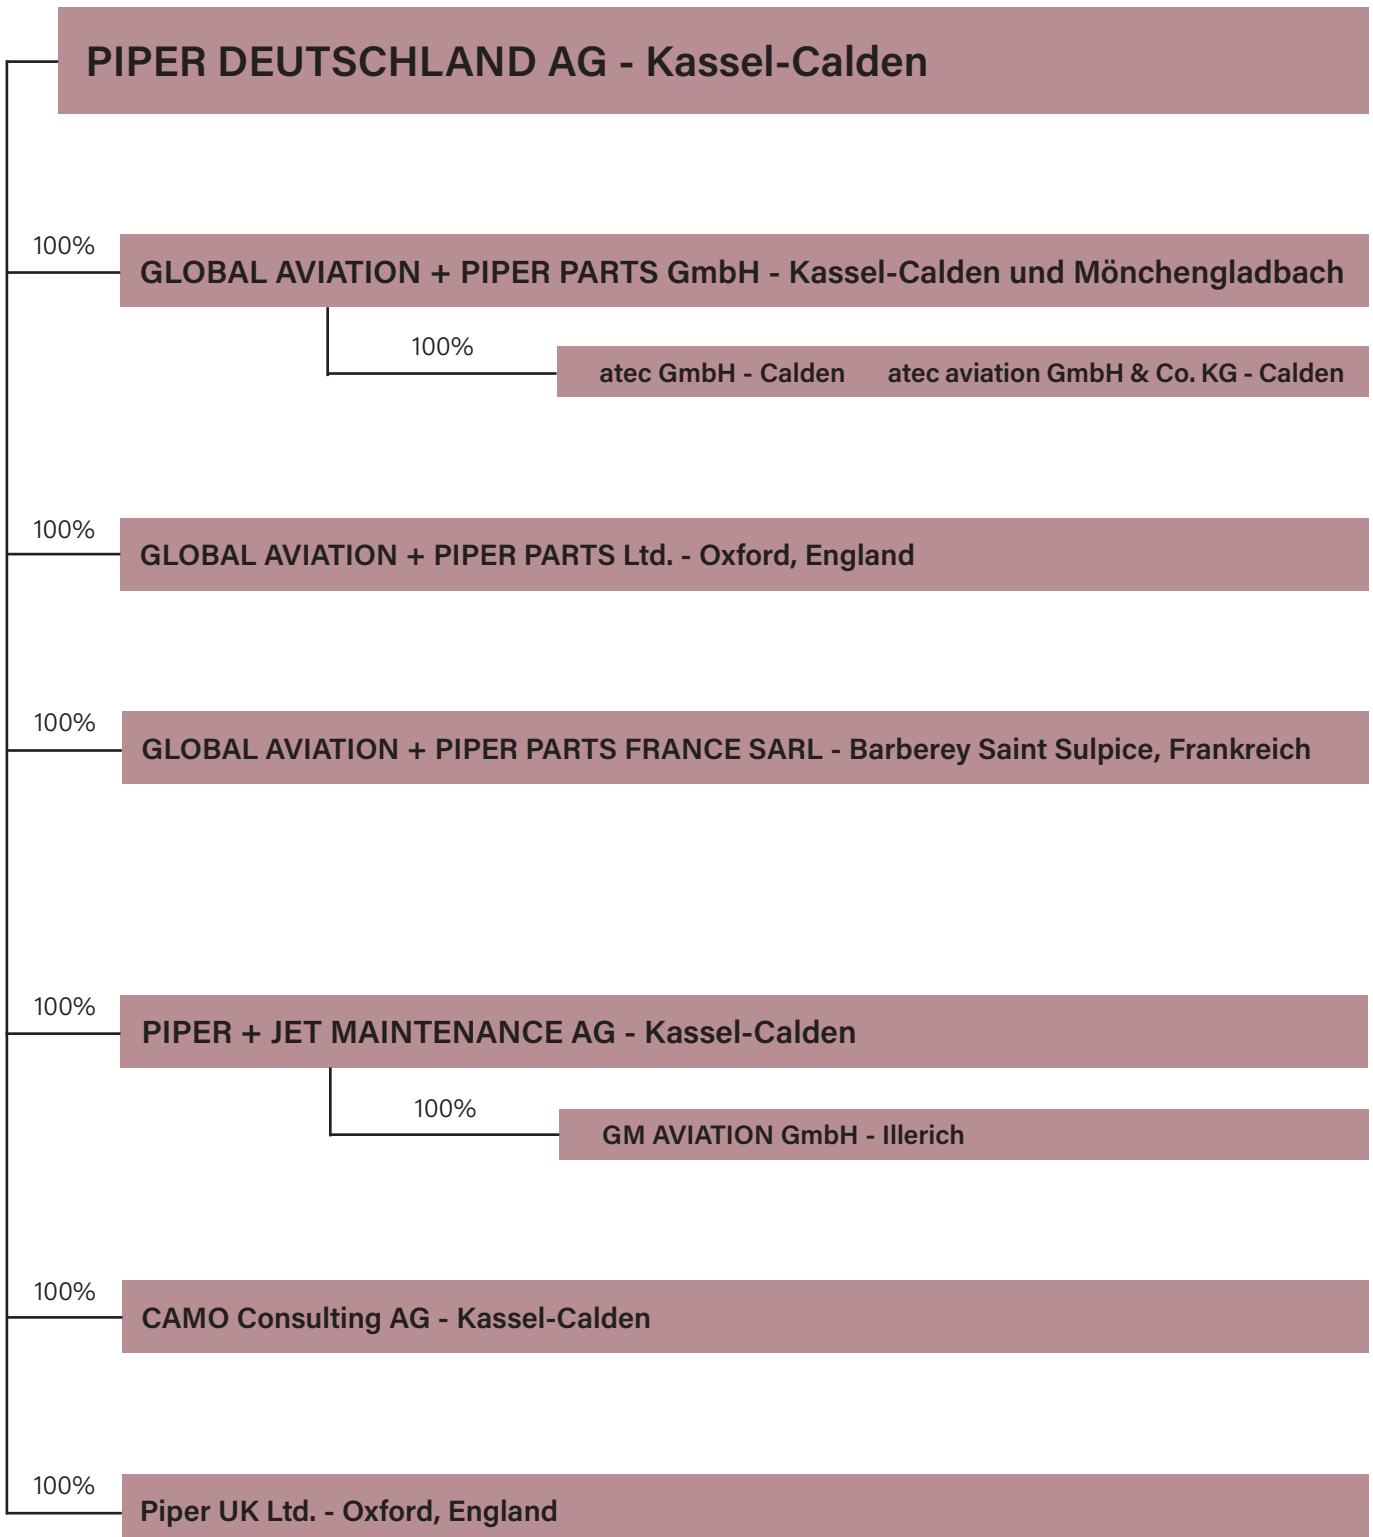 PIPER DEUTSCHLAND AG - Kassel-Calden
100%
GLOBAL AVIATION + PIPER PARTS GmbH - Kassel-Calden und Mönchengladbach
100%
atec GmbH - Calden atec aviation GmbH & Co. KG - Calden
100%
GLOBAL AVIATION + PIPER PARTS Ltd. - Oxford, England
100%
GLOBAL AVIATION + PIPER PARTS FRANCE SARL - Barberey Saint Sulpice, Frankreich
100%
PIPER + JET MAINTENANCE AG - Kassel-Calden
100%
GM AVIATION GmbH - Illerich
100%
CAMO Consulting AG - Kassel-Calden
100%
Piper UK Ltd. - Oxford, England